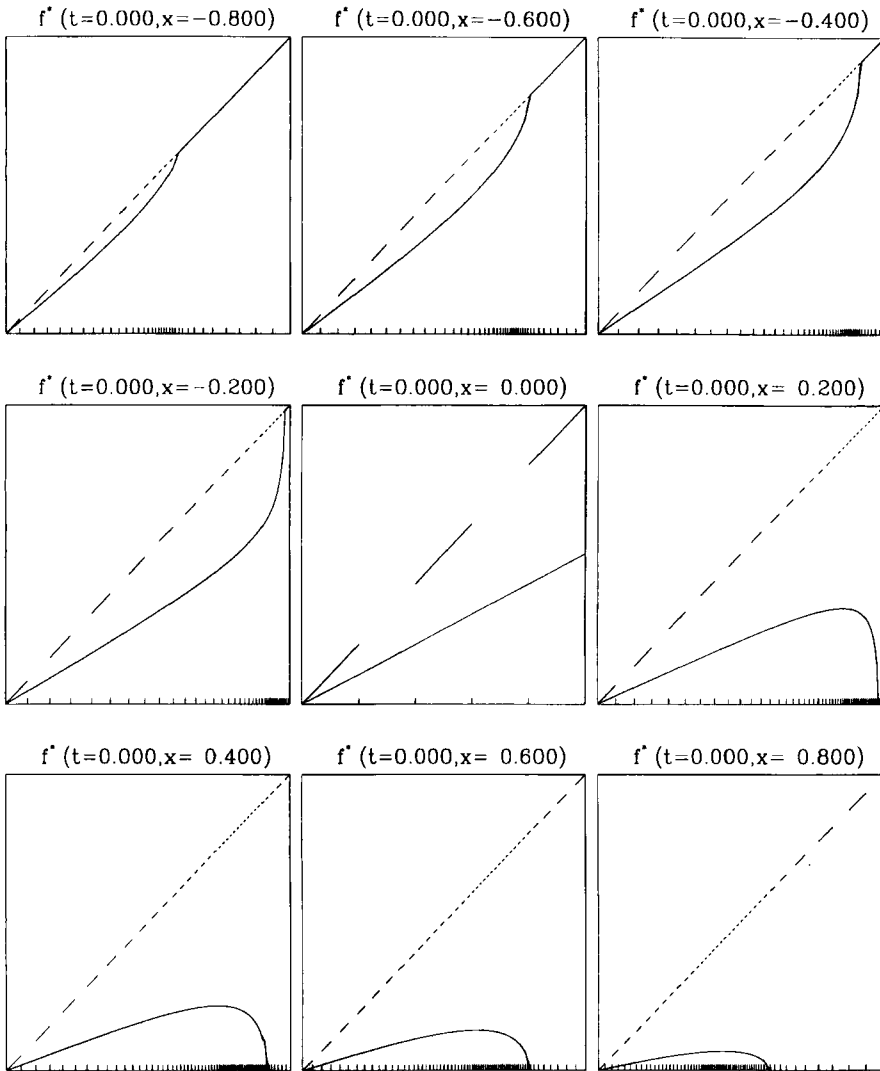 f* (t=0.000,x=−0.800)
f* (t=0.000,x=−0.600)
f* (t=0.000,x=−0.400)
f* (t=0.000,x=−0.200)
f* (t=0.000,x= 0.000)
f* (t=0.000,x= 0.200)
f* (t=0.000,x= 0.400)
f* (t=0.000,x= 0.600)
f* (t=0.000,x= 0.800)